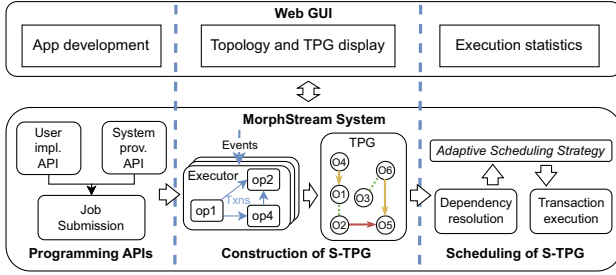 Web GUI
App development
Topology and TPG display
Execution statistics
MorphStream System
User
impl.
API
System
prov.
API
Job
Submission
Programming APIs
Events
Executor
op2
Txns
op1
op4
Construction of S-TPG
TPG
O4
O6
O1
O3
O2
O5
Adaptive Scheduling Strategy
Dependency
resolution
Transaction
execution
Scheduling of S-TPG